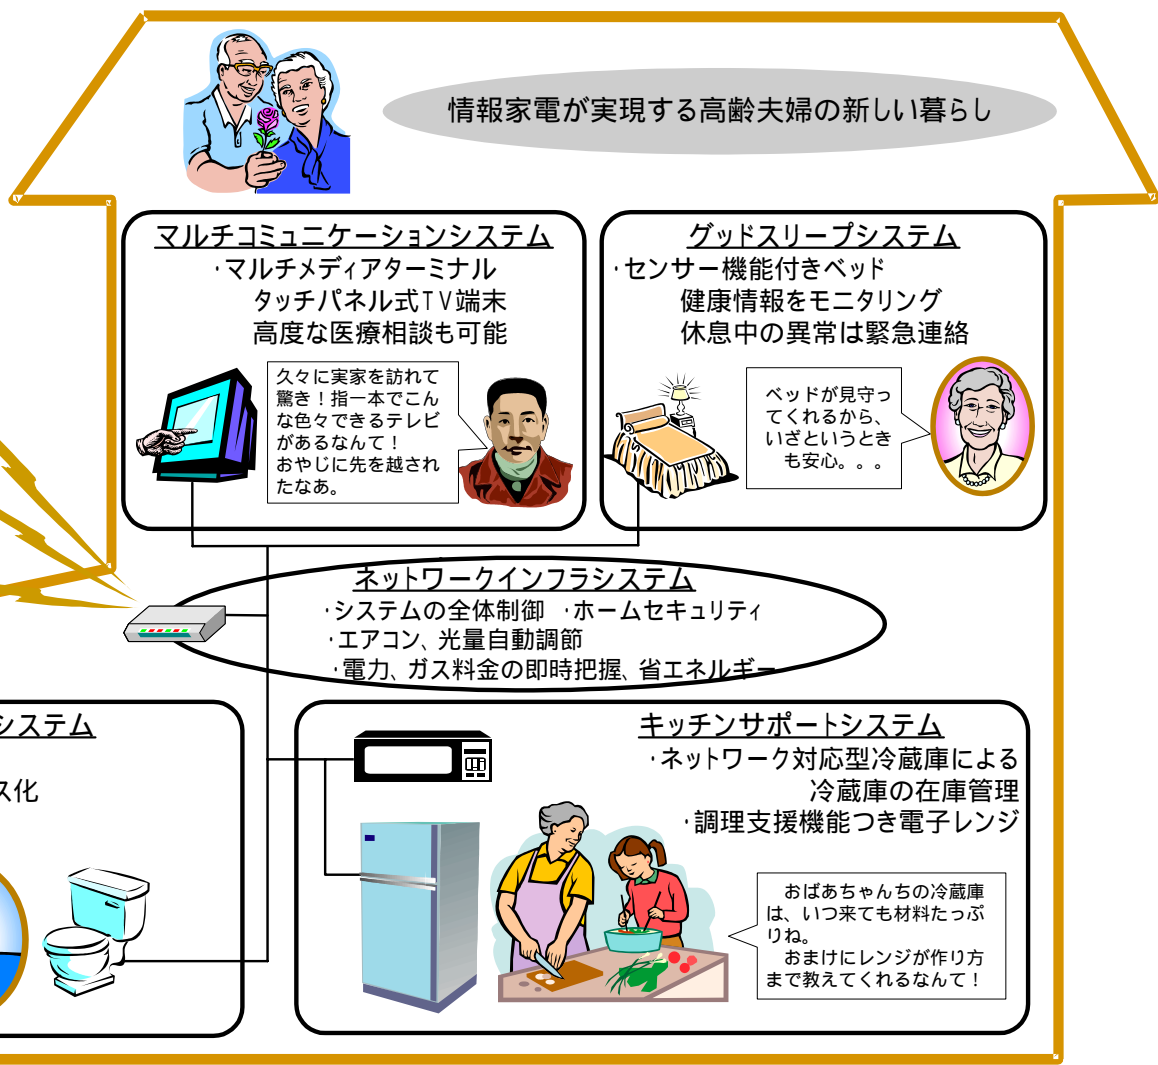 情報家電が実現する高齢夫婦の新しい暮らし
マルチコミュニケーションシステム
・マルチメディアターミナル
タッチパネル式TV端末
高度な医療相談も可能
久々に実家を訪れて
驚き！指一本でこん
な色々できるテレビ
があるなんて！
おやじに先を越され
たなあ。
グッドスリープシステム
・センサー機能付きベッド
健康情報をモニタリング
休息中の異常は緊急連絡
ベッドが見守っ
てくれるから、
いざというとき
も安心。。。
ネットワークインフラシステム
・システムの全体制御　・ホームセキュリティ
・エアコン、光量自動調節
・電力、ガス料金の即時把握、省エネルギー
システム
ス化
キッチンサポートシステム
・ネットワーク対応型冷蔵庫による
冷蔵庫の在庫管理
・調理支援機能つき電子レンジ
おばあちゃんちの冷蔵庫
は、いつ来ても材料たっぷ
りね。
おまけにレンジが作り方
まで教えてくれるなんて！